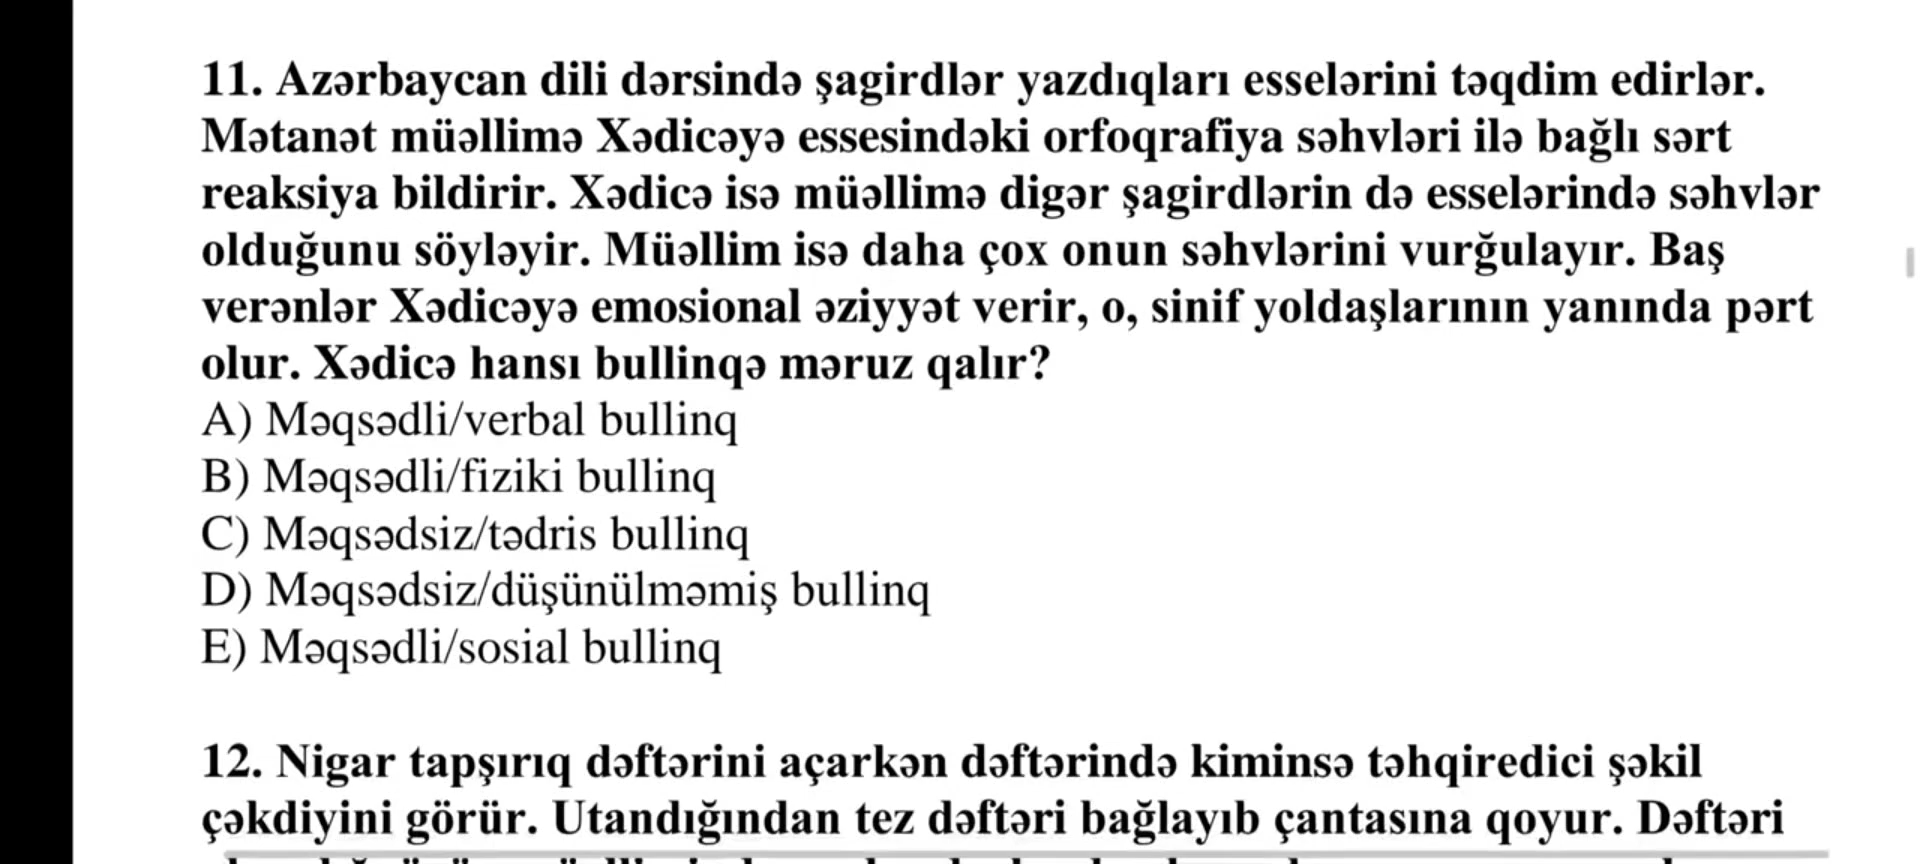 11. Azərbaycan dili dərsində şagirdlər yazdıqları esselərini təqdim edirlər.
Mətanət müəllimə Xədicəyə essesindəki orfoqrafiya səhvləri ilə bağlı sərt
reaksiya bildirir. Xədicə isə müəllimə digər şagirdlərin də esselərində səhvlər
olduğunu söyləyir. Müəllim isə daha çox onun səhvlərini vurğulayır. Baş
verənlər Xədicəyə emosional əziyyət verir, o, sinif yoldaşlarının yanında pərt
olur. Xədicə hansı bullinqə məruz qalır?
A) Məqsədli/verbal bullinq
B) Məqsədli/fiziki bullinq
C) Məqsədsiz/tədris bullinq
D) Məqsədsiz/düşünülməmiş bullinq
E) Məqsədli/sosial bullinq
12. Nigar tapşırıq dəftərini açarkən dəftərində kiminsə təhqiredici şəkil
çəkdiyini görür. Utandığından tez dəftəri bağlayıb çantasına qoyur. Dəftəri